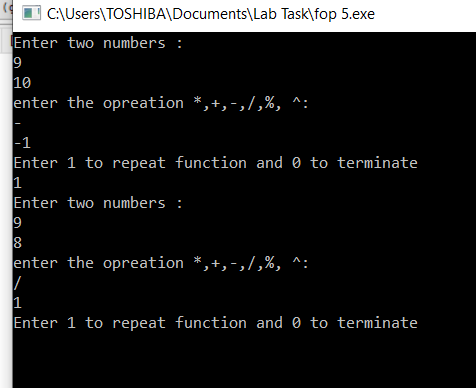 C:\Users\TOSHIBA\Documents\Lab Task\fop 5.exe
Enter two numbers :
9
10
enter the opreation *,+,-,/,%, ^:
-
-1
Enter 1 to repeat function and 0 to terminate
1
Enter two numbers :
9
8
enter the opreation *,+,-,/,%, ^:
/
1
Enter 1 to repeat function and 0 to terminate